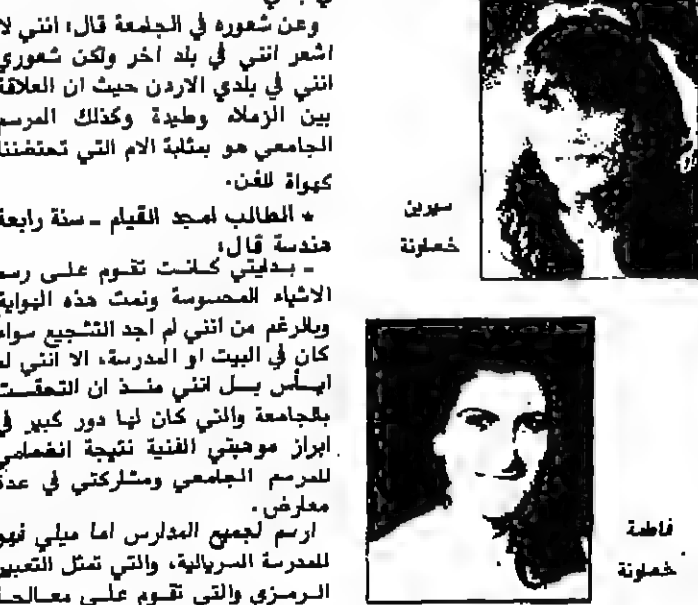 وعن شعوره في الجامعة قال: انني لا
اشعر انني في بلد اخر ولكن شعوري
انني في بلدي الاردن حيث ان العلاقة
بين الزملاء وطيدة وكذلك المرسم
الجامعي هو بمثابة الام التي تحتضننا
كهواة للفن.
* الطالب امجد القيام ـ سنة رابعة
هندسة قال:
ـ بدايتي كانت تقوم على رسم
الاشياء المحسوسة ونمت هذه الهواية
وبالرغم من انني لم اجد التشجيع سواء
كان في البيت او المدرسة، الا انني لم
ايأس بل انني منذ ان التحقت
بالجامعة والتي كان لها دور كبير في
ابراز موهبتي الفنية نتيجة انضمامي
للمرسم الجامعي ومشاركتي في عدة
معارض.
ارسم لجميع المدارس اما ميلي فهو
للمدرسة السريالية، والتي تمثل التعبير
الرمزي والتي تقوم على
سيرين
خصاونة
فاطمة
خصاونة